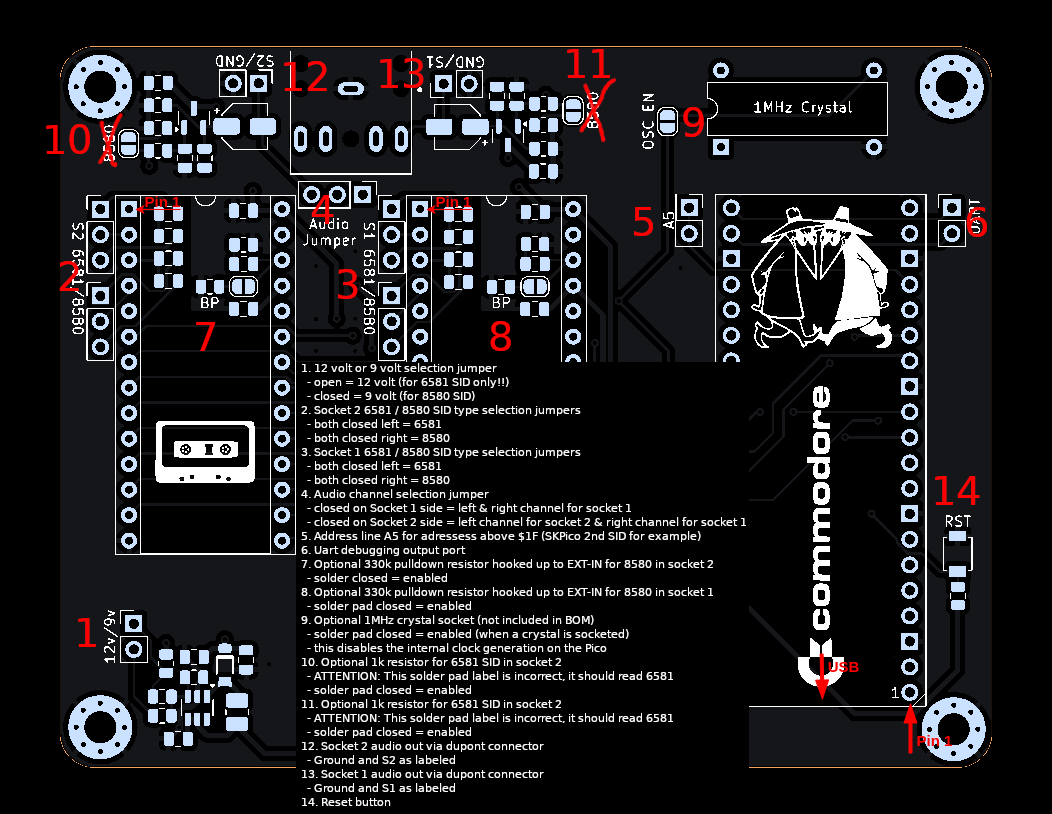 GND/S2
12
13
GND/S1
11
8580
10
8580
OSC EN
9
1MHz Crystal
Pin 1
4
Audio
Jumper
Pin 1
5
A5
UART
6
S2 6581/8580
2
S1 6581/8580
3
BP
7
BP
8
1. 12 volt or 9 volt selection jumper
- open = 12 volt (for 6581 SID only!!)
- closed = 9 volt (for 8580 SID)
2. Socket 2 6581 / 8580 SID type selection jumpers
- both closed left = 6581
- both closed right = 8580
3. Socket 1 6581 / 8580 SID type selection jumpers
- both closed left = 6581
- both closed right = 8580
4. Audio channel selection jumper
- closed on Socket 1 side = left & right channel for socket 1
- closed on Socket 2 side = left channel for socket 2 & right channel for socket 1
5. Address line A5 for adressess above $1F (SKPico 2nd SID for example)
6. Uart debugging output port
7. Optional 330k pulldown resistor hooked up to EXT-IN for 8580 in socket 2
- solder closed = enabled
8. Optional 330k pulldown resistor hooked up to EXT-IN for 8580 in socket 1
- solder pad closed = enabled
9. Optional 1MHz crystal socket (not included in BOM)
- solder pad closed = enabled (when a crystal is socketed)
- this disables the internal clock generation on the Pico
10. Optional 1k resistor for 6581 SID in socket 2
- ATTENTION: This solder pad label is incorrect, it should read 6581
- solder pad closed = enabled
11. Optional 1k resistor for 6581 SID in socket 2
- ATTENTION: This solder pad label is incorrect, it should read 6581
- solder pad closed = enabled
12. Socket 2 audio out via dupont connector
- Ground and S2 as labeled
13. Socket 1 audio out via dupont connector
- Ground and S1 as labeled
14. Reset button
commodore
14
RST
1
12v/9v
USB
1
Pin 1